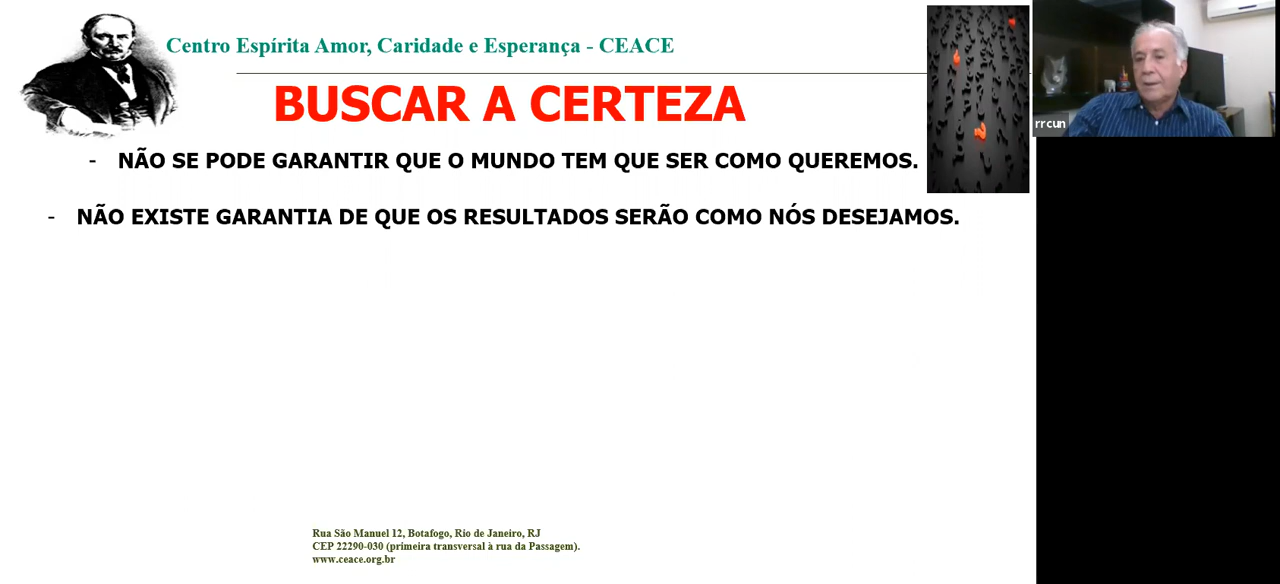 Centro Espírita Amor, Caridade e Esperança - CEACE
BUSCAR A CERTEZA
- NÃO SE PODE GARANTIR QUE O MUNDO TEM QUE SER COMO QUEREMOS.
- NÃO EXISTE GARANTIA DE QUE OS RESULTADOS SERÃO COMO NÓS DESEJAMOS.
rrcun
Rua São Manuel 12, Botafogo, Rio de Janeiro, RJ
CEP 22290-030 (primeira transversal à rua da Passagem).
www.ceace.org.br